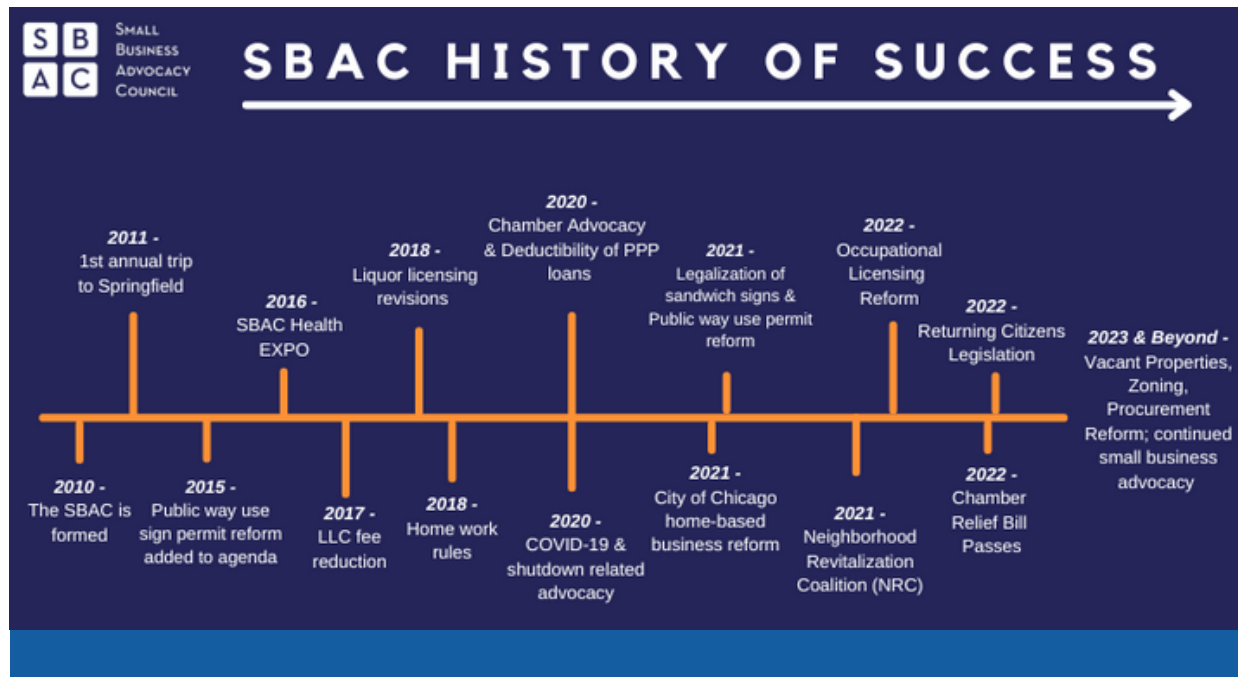 S B
A C
SMALL
BUSINESS
ADVOCACY
COUNCIL
SBAC HISTORY OF SUCCESS
2010 -
The SBAC is
formed
2011 -
1st annual trip
to Springfield
2015 -
Public way use
sign permit reform
added to agenda
2016 -
SBAC Health
EXPO
2017 -
LLC fee
reduction
2018 -
Liquor licensing
revisions
2018 -
Home work
rules
2020 -
Chamber Advocacy
& Deductibility of PPP
loans
2020 -
COVID-19 &
shutdown related
advocacy
2021 -
Legalization of
sandwich signs &
Public way use permit
reform
2021 -
City of Chicago
home-based
business reform
2021 -
Neighborhood
Revitalization
Coalition (NRC)
2022 -
Occupational
Licensing
Reform
2022 -
Returning Citizens
Legislation
2022 -
Chamber
Relief Bill
Passes
2023 & Beyond -
Vacant Properties,
Zoning,
Procurement
Reform; continued
small business
advocacy